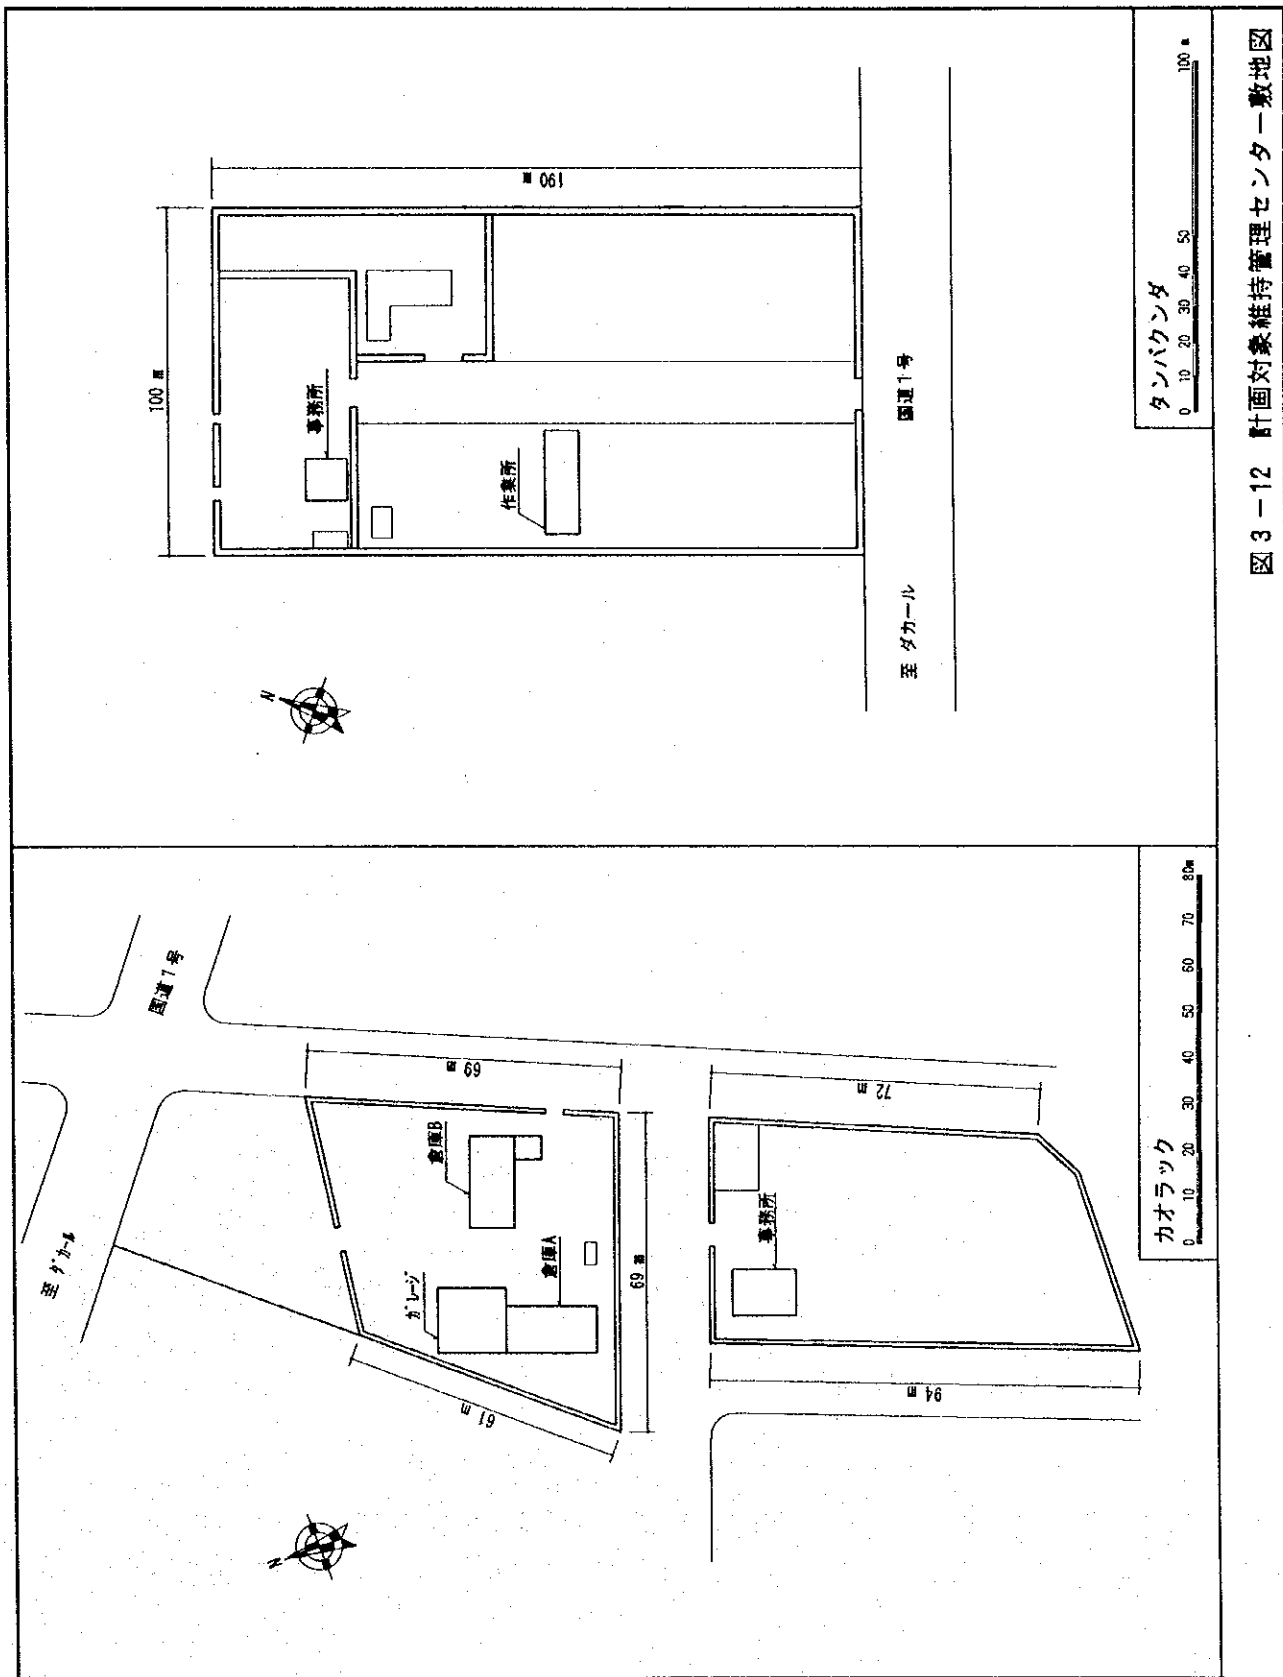 図3-12 計画対象維持管理センター敷地図
タンバクンダ
0 10 20 30 40 50 100 m
100 m
190 m
事務所
作業所
国道1号
至 ダカール
N
カオラック
0 10 20 30 40 50 60 70 80m
国道1号
至 ダカール
69 m
倉庫B
ガレージ
倉庫A
61 m
69 m
72 m
事務所
94 m
N